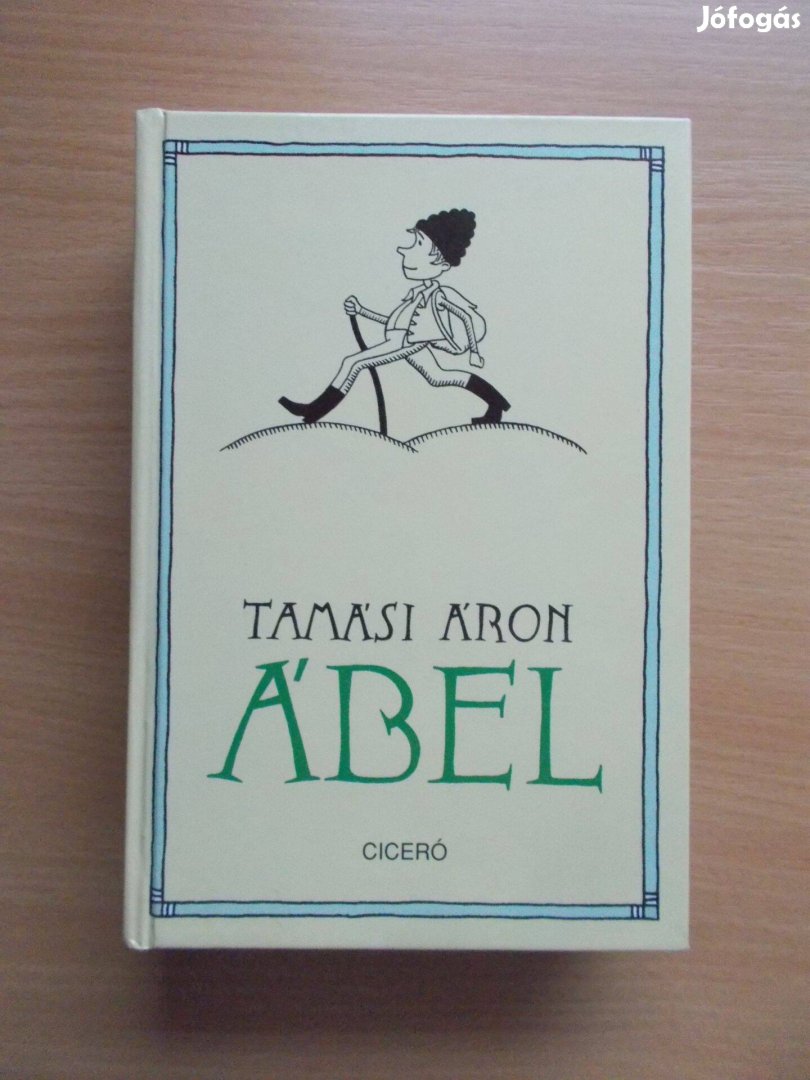 Jófogás
TAMÁSI ÁRON
ÁBEL
CICERÓ